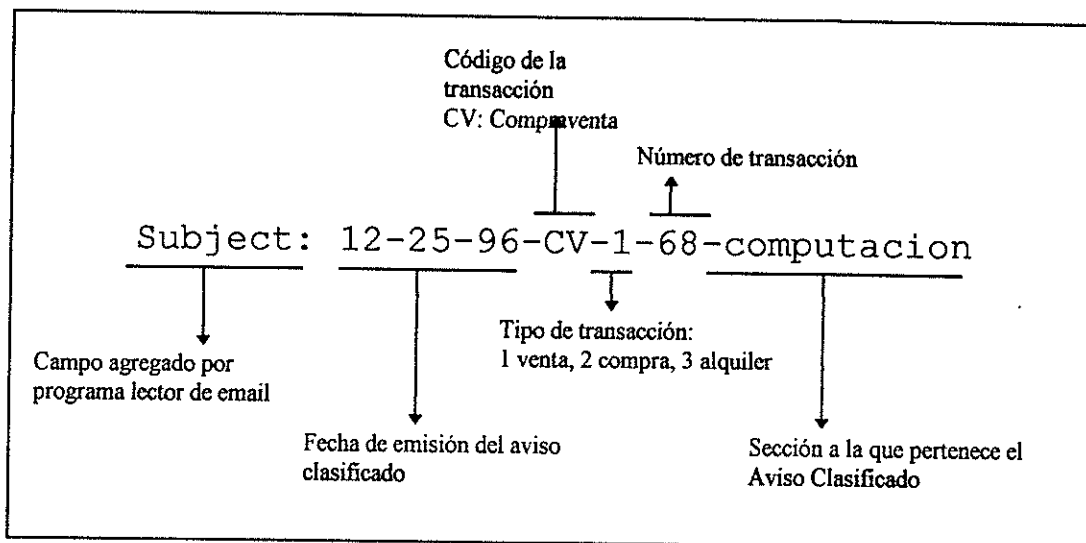 Código de la
transacción
CV: Compraventa
Número de transacción
Subject: 12-25-96-CV-1-68-computacion
Tipo de transacción:
1 venta, 2 compra, 3 alquiler
Campo agregado por
programa lector de email
Fecha de emisión del aviso
clasificado
Sección a la que pertenece el
Aviso Clasificado